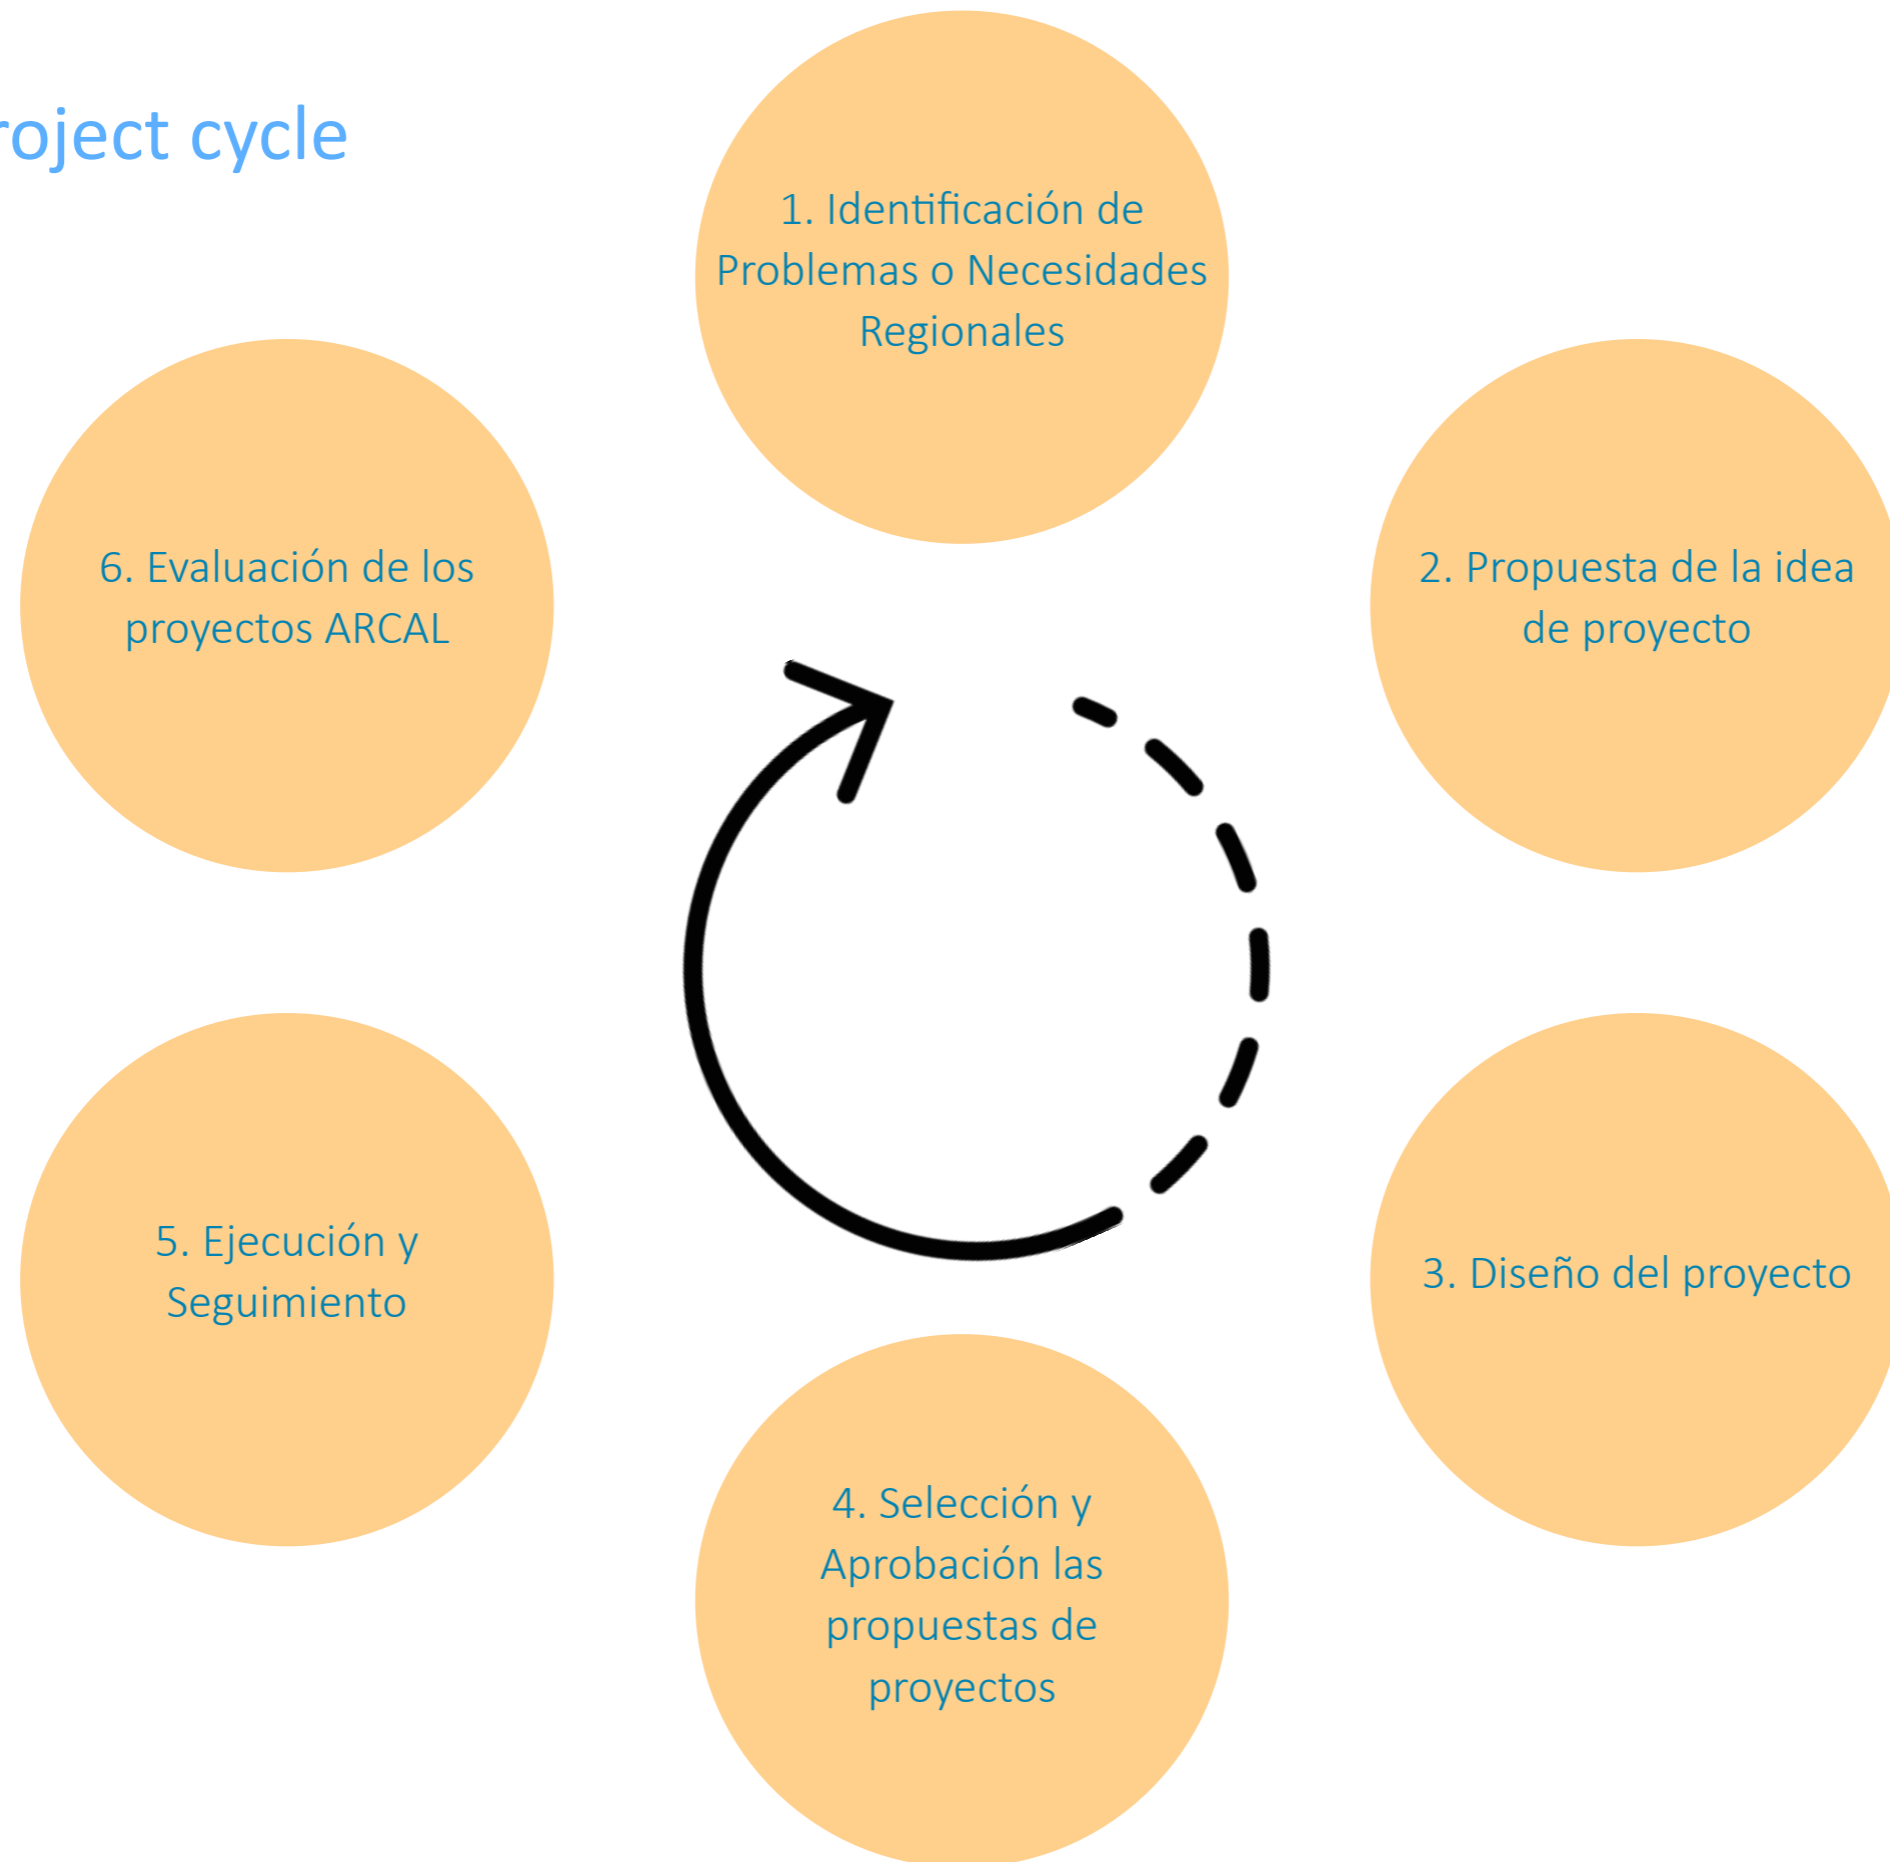 roject cycle
1. Identificación de
Problemas o Necesidades
Regionales
2. Propuesta de la idea
de proyecto
3. Diseño del proyecto
4. Selección y
Aprobación las
propuestas de
proyectos
5. Ejecución y
Seguimiento
6. Evaluación de los
proyectos ARCAL